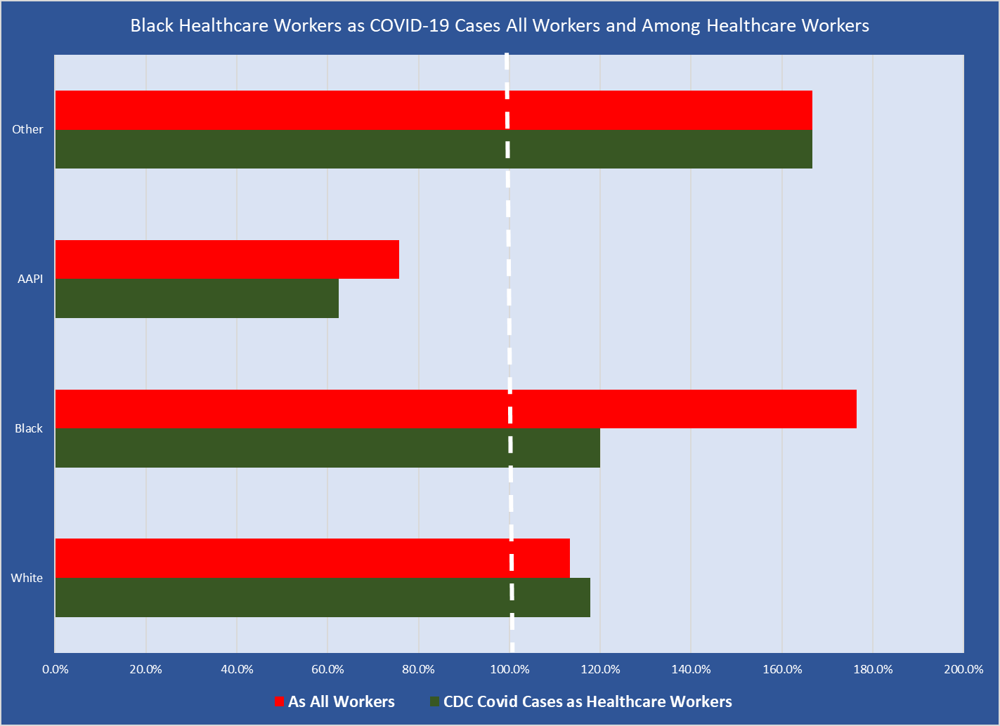 Black Healthcare Workers as COVID-19 Cases All Workers and Among Healthcare Workers
Other
AAPI
Black
White
0.0% 20.0% 40.0% 60.0% 80.0% 100.0% 120.0% 140.0% 160.0% 180.0% 200.0%
As All Workers CDC Covid Cases as Healthcare Workers